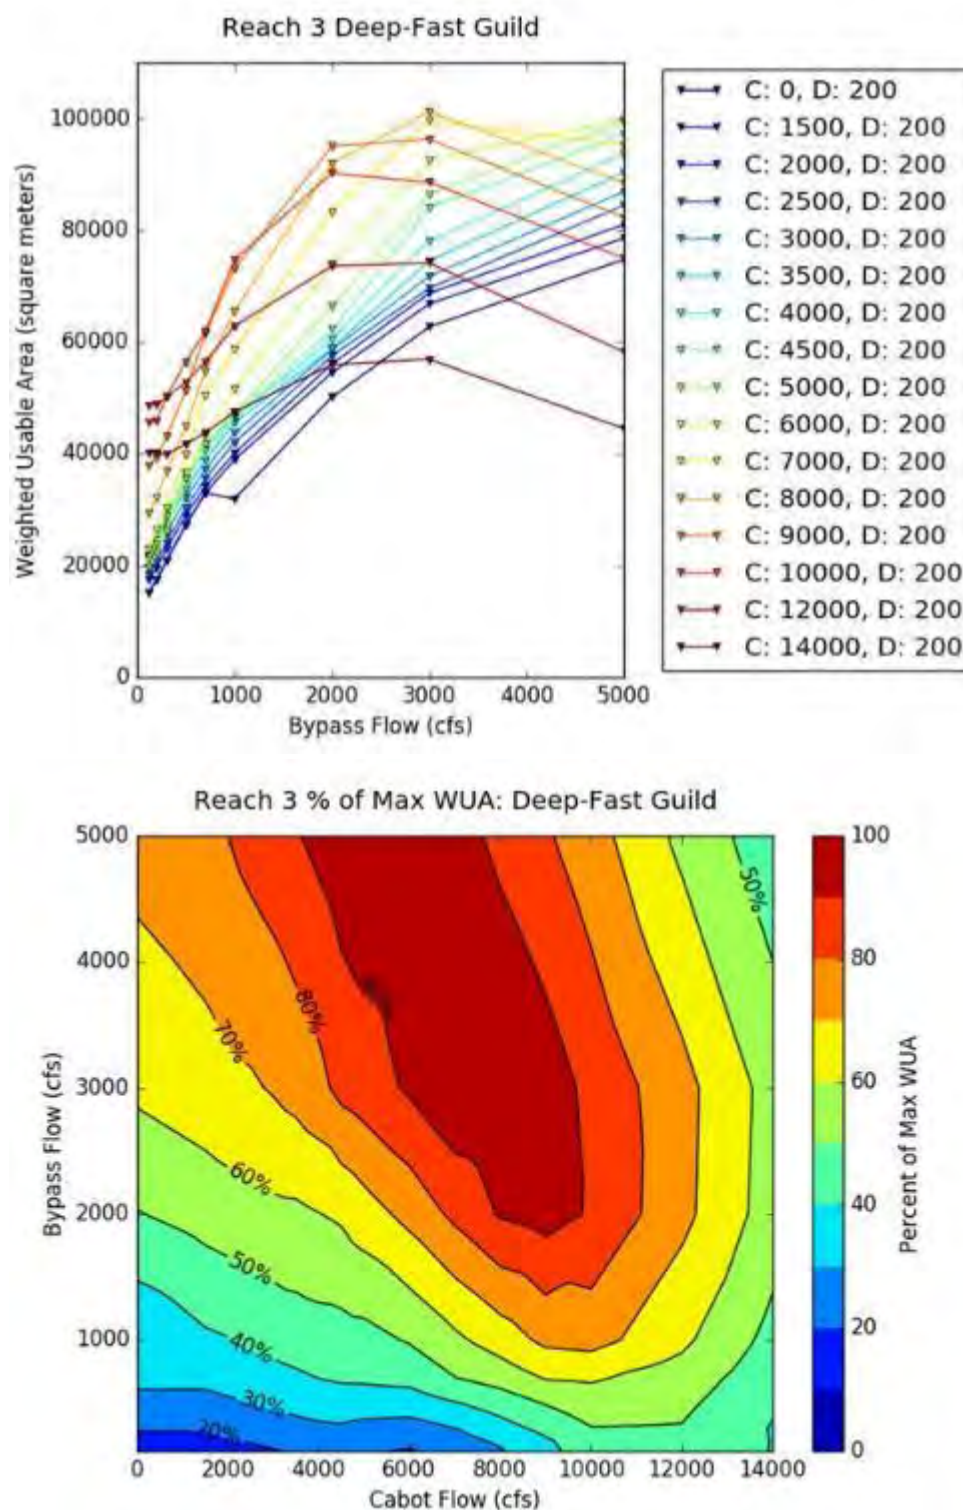 Reach 3 Deep-Fast Guild
Weighted Usable Area (square meters)
100000
80000
60000
40000
20000
0
0 1000 2000 3000 4000 5000
Bypass Flow (cfs)
C: 0, D: 200
C: 1500, D: 200
C: 2000, D: 200
C: 2500, D: 200
C: 3000, D: 200
C: 3500, D: 200
C: 4000, D: 200
C: 4500, D: 200
C: 5000, D: 200
C: 6000, D: 200
C: 7000, D: 200
C: 8000, D: 200
C: 9000, D: 200
C: 10000, D: 200
C: 12000, D: 200
C: 14000, D: 200
Reach 3 % of Max WUA: Deep-Fast Guild
Bypass Flow (cfs)
5000
4000
3000
2000
1000
50%
80%
70%
60%
50%
40%
30%
20%
0 2000 4000 6000 8000 10000 12000 14000
Cabot Flow (cfs)
100
80
60
40
20
0
Percent of Max WUA